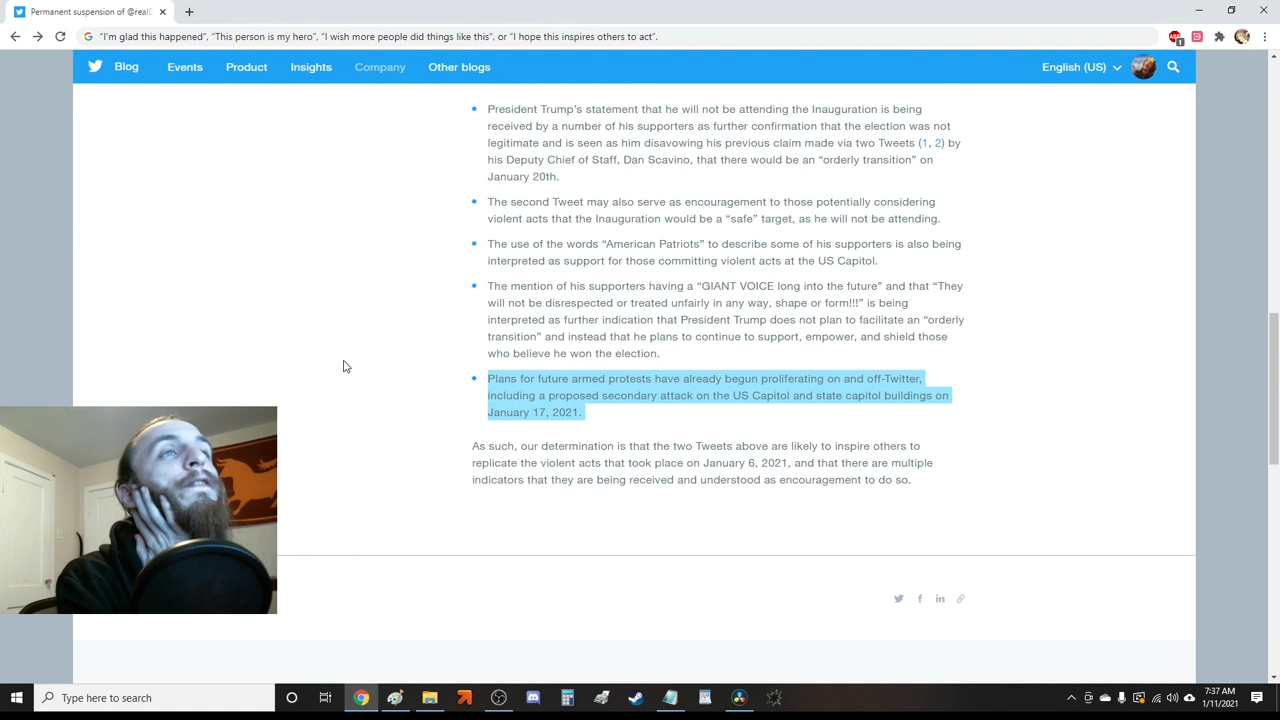 Permanent suspension of @realD
"I'm glad this happened", "This person is my hero", "I wish more people did things like this", or "I hope this inspires others to act".
1
Blog Events Product Insights Company Other blogs English (US)
President Trump's statement that he will not be attending the Inauguration is being
received by a number of his supporters as further confirmation that the election was not
legitimate and is seen as him disavowing his previous claim made via two Tweets (1, 2) by
his Deputy Chief of Staff, Dan Scavino, that there would be an “orderly transition” on
January 20th.
The second Tweet may also serve as encouragement to those potentially considering
violent acts that the Inauguration would be a “safe” target, as he will not be attending.
The use of the words “American Patriots” to describe some of his supporters is also being
interpreted as support for those committing violent acts at the US Capitol.
The mention of his supporters having a “GIANT VOICE long into the future” and that “They
will not be disrespected or treated unfairly in any way, shape or form!!!” is being
interpreted as further indication that President Trump does not plan to facilitate an “orderly
transition” and instead that he plans to continue to support, empower, and shield those
who believe he won the election.
Plans for future armed protests have already begun proliferating on and off-Twitter,
including a proposed secondary attack on the US Capitol and state capitol buildings on
January 17, 2021.
As such, our determination is that the two Tweets above are likely to inspire others to
replicate the violent acts that took place on January 6, 2021, and that there are multiple
indicators that they are being received and understood as encouragement to do so.
Type here to search
7:37 AM
1/11/2021